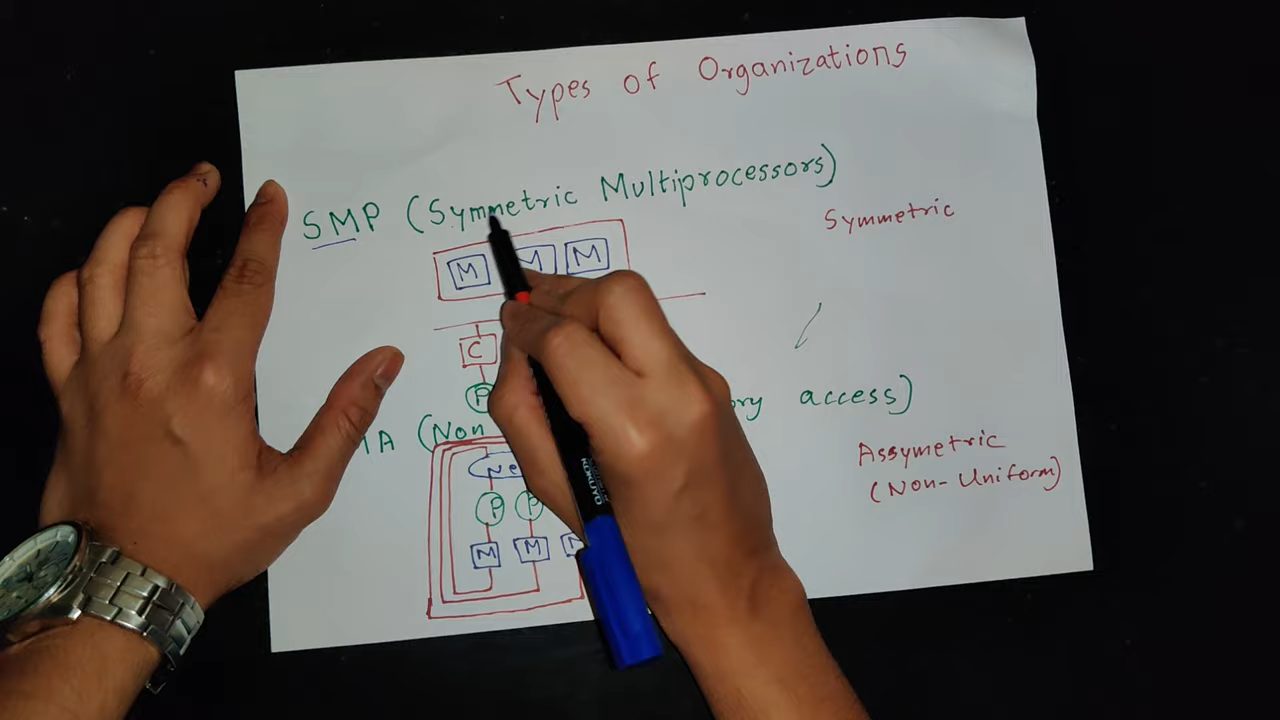 Types of Organizations
SMP (Symmetric Multiprocessors)
Symmetric
M M M
C
P
(Non access)
Assymetric
(Non-Uniform)
P P
M M M